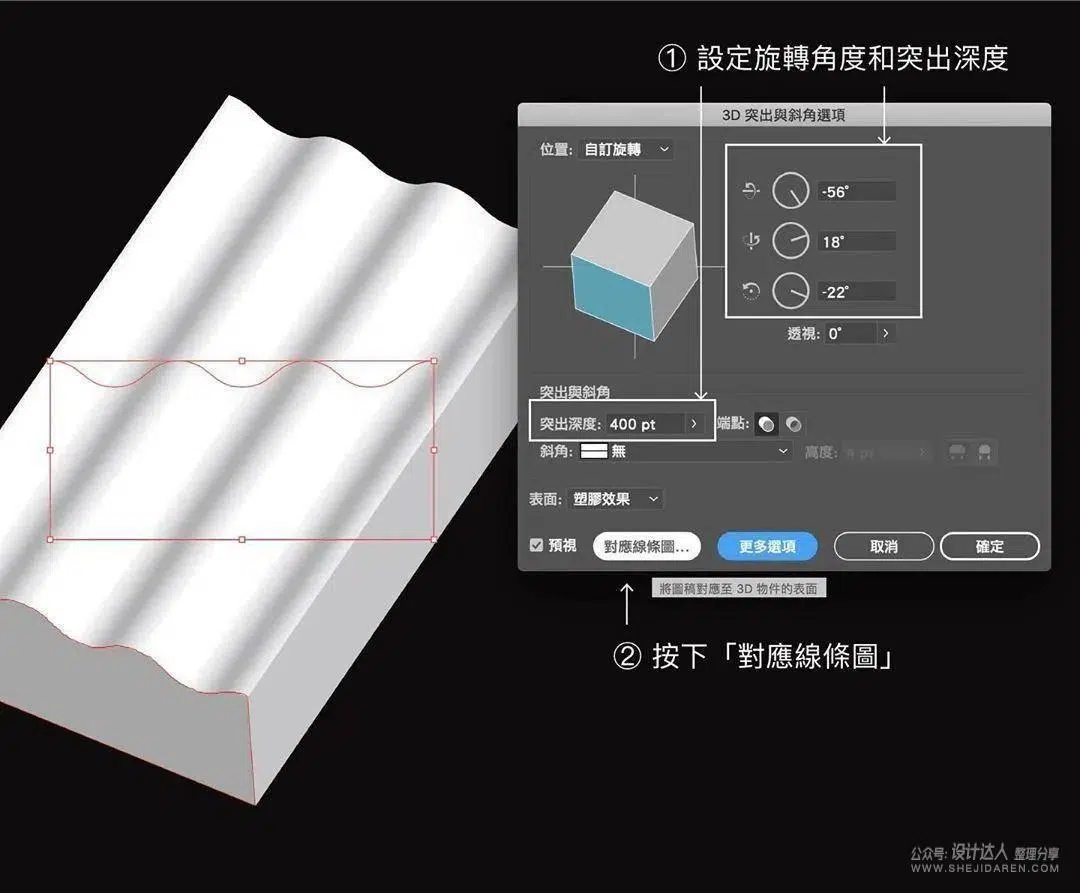 ① 設定旋轉角度和突出深度
3D 突出與斜角選項
位置: 自訂旋轉
-56°
18°
-22°
透視: 0°
突出與斜角
突出深度: 400 pt 端點:
斜角: 無 高度:
表面: 塑膠效果
預視 對應線條圖... 更多選項 取消 確定
將圖稿對應至 3D 物件的表面
② 按下「對應線條圖」
公众号: 设计达人 整理分享
WWW.SHEJIDAREN.COM